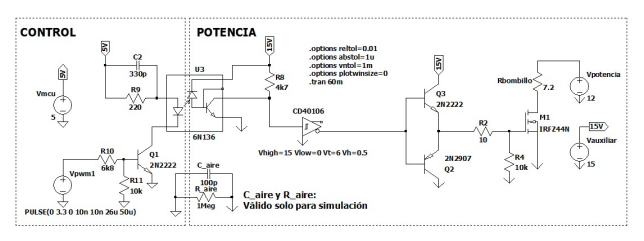 CONTROL
POTENCIA
5V
15V
15V
C2
330p
U3
R8
4k7
.options reltol=0.01
.options abstol=1u
.options vntol=1m
.options plotwinsize=0
.tran 60m
5V
Vmcu
5
R9
220
6N136
CD40106
Vhigh=15 Vlow=0 Vt=6 Vh=0.5
Q3
2N2222
2N2907
Q2
R2
10
R4
10k
Rbombillo
7.2
M1
IRFZ44N
Vpotencia
12
15V
Vauxiliar
15
R10
6k8
Q1
2N2222
Vpwm1
R11
10k
PULSE(0 3.3 0 10n 10n 26u 50u)
C_aire
100p
R_aire
1Meg
C_aire y R_aire:
Válido solo para simulación